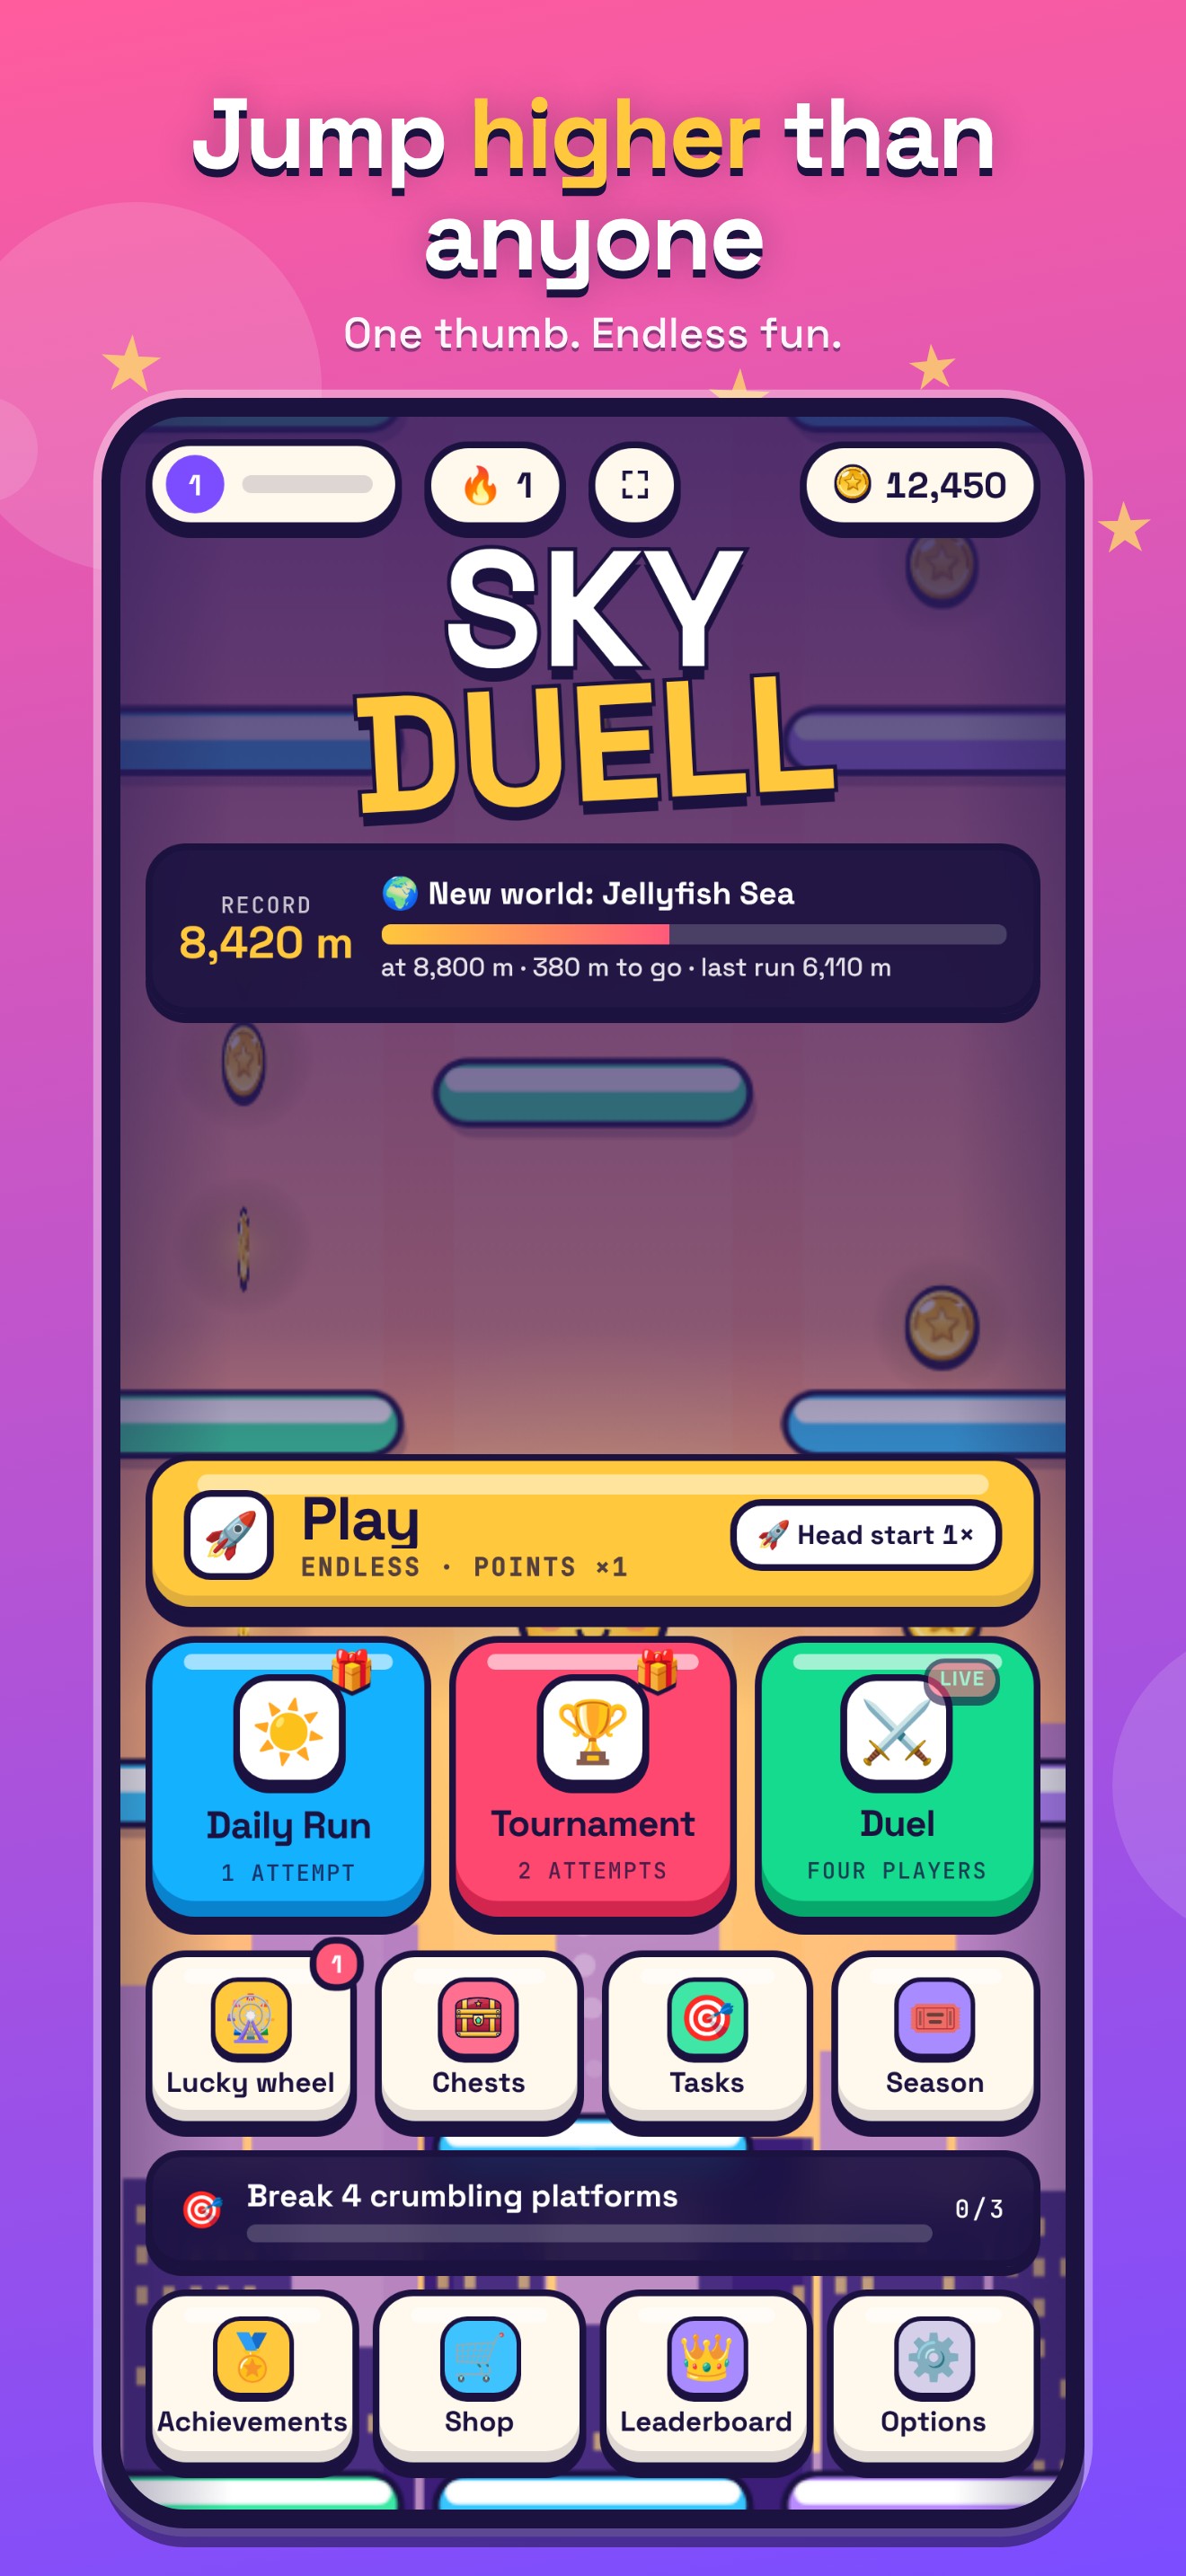 Jump higher than
anyone
One thumb. Endless fun.
1
1
12,450
SKY
DUELL
RECORD
8,420 m
New world: Jellyfish Sea
at 8,800 m · 380 m to go · last run 6,110 m
Play
ENDLESS · POINTS ×1
Head start 1×
LIVE
Daily Run
1 ATTEMPT
Tournament
2 ATTEMPTS
Duel
FOUR PLAYERS
1
Lucky wheel
Chests
Tasks
Season
Break 4 crumbling platforms
0/3
Achievements
Shop
Leaderboard
Options